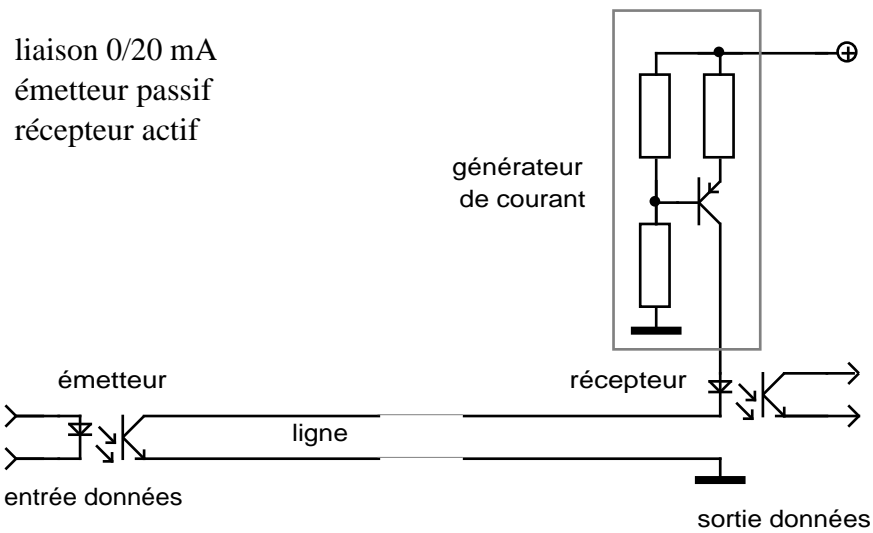 liaison 0/20 mA
émetteur passif
récepteur actif
générateur
de courant
émetteur
récepteur
ligne
entrée données
sortie données